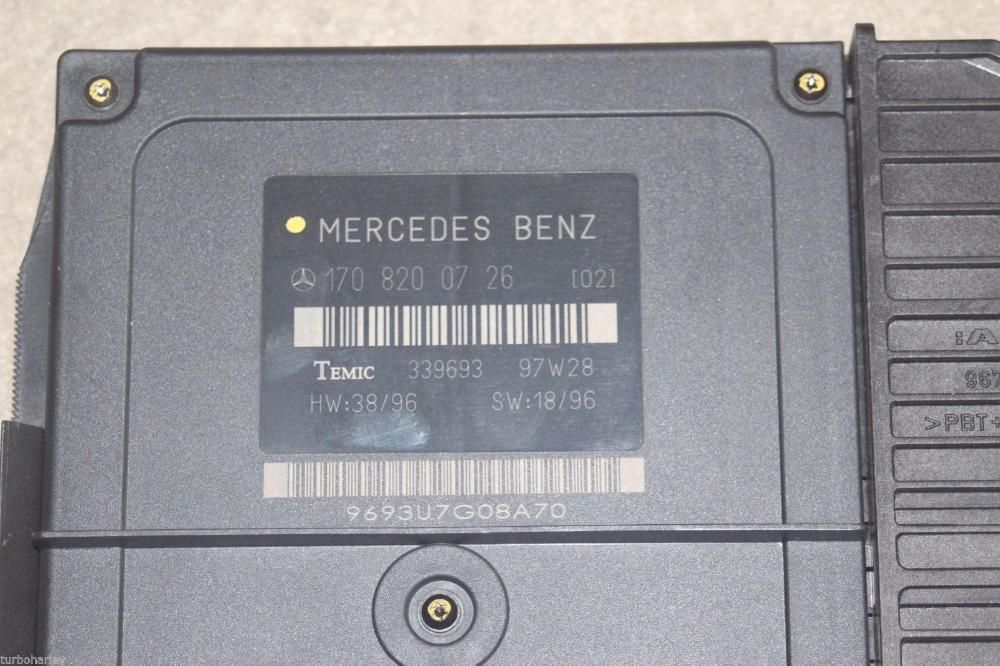 MERCEDES BENZ
170 820 07 26 [02]
TEMIC 339693 97W28
HW:38/96 SW:18/96
9693U7G08A70
:A
>PBT+
turboharley